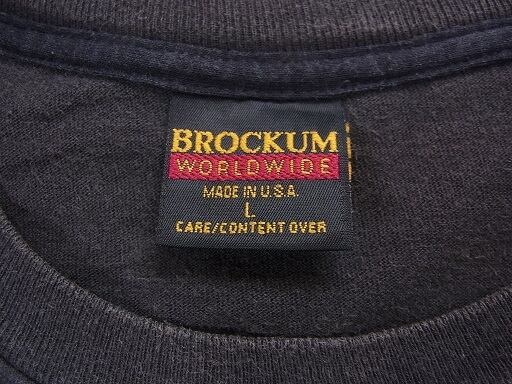 BROCKUM
WORLDWIDE
MADE IN U.S.A.
L
CARE/CONTENT OVER